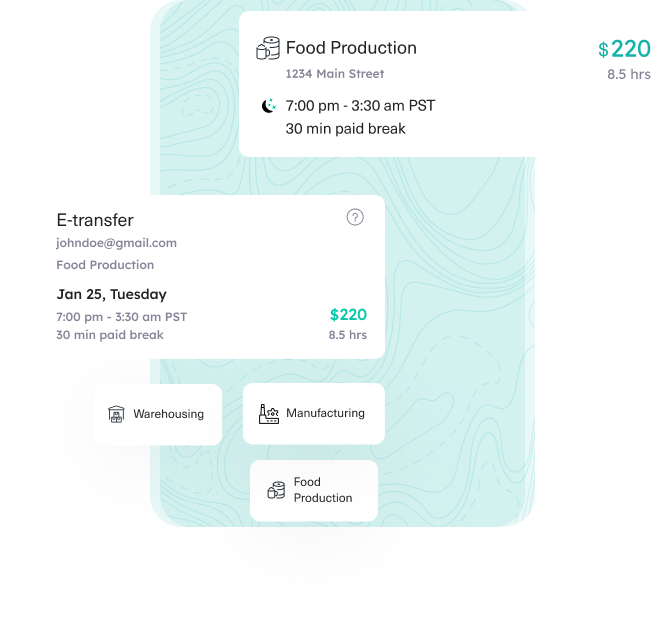 Food Production
$220
1234 Main Street
8.5 hrs
7:00 pm - 3:30 am PST
30 min paid break
E-transfer
?
johndoe@gmail.com
Food Production
Jan 25, Tuesday
7:00 pm - 3:30 am PST
$220
30 min paid break
8.5 hrs
Warehousing
Manufacturing
Food
Production